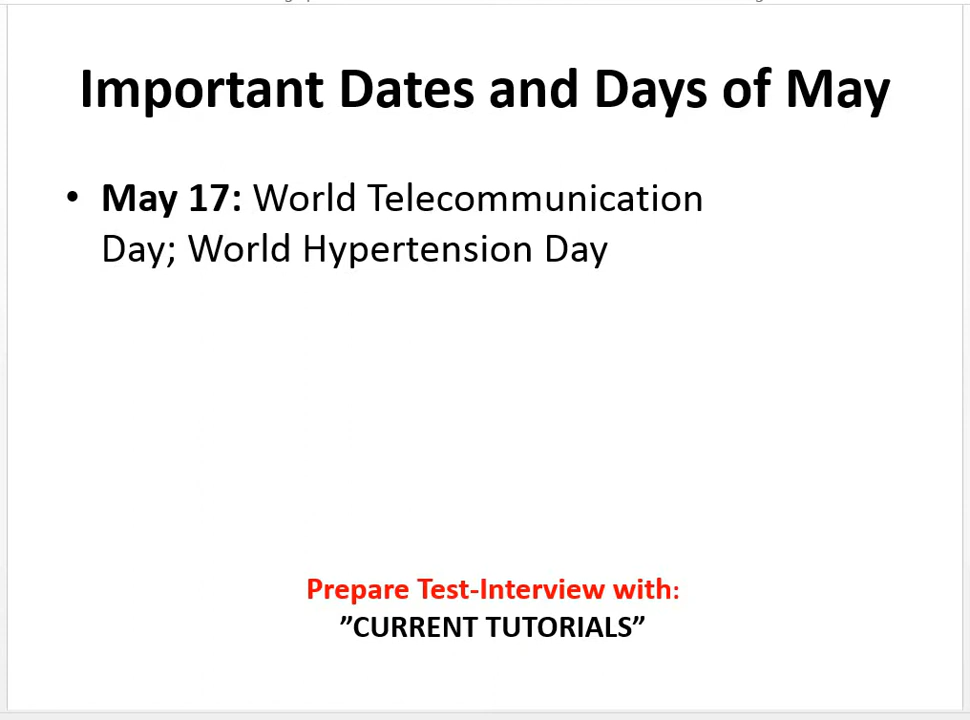 Important Dates and Days of May
• May 17: World Telecommunication
Day; World Hypertension Day
Prepare Test-Interview with:
”CURRENT TUTORIALS”